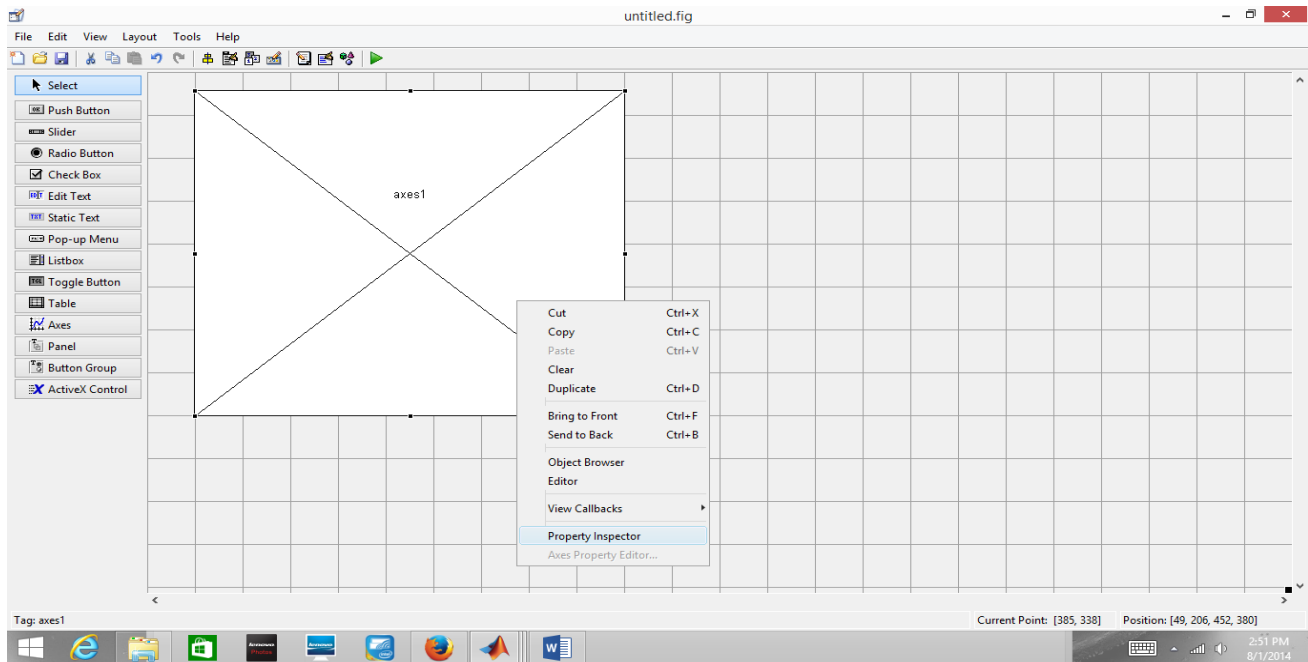 untitled.fig
File Edit View Layout Tools Help
Select
Push Button
Slider
Radio Button
Check Box
Edit Text
Static Text
Pop-up Menu
Listbox
Toggle Button
Table
Axes
Panel
Button Group
ActiveX Control
axes1
Cut Ctrl+X
Copy Ctrl+C
Paste Ctrl+V
Clear
Duplicate Ctrl+D
Bring to Front Ctrl+F
Send to Back Ctrl+B
Object Browser
Editor
View Callbacks
Property Inspector
Axes Property Editor...
Tag: axes1
Current Point: [385, 338] Position: [49, 206, 452, 380]
2:51 PM
8/1/2014